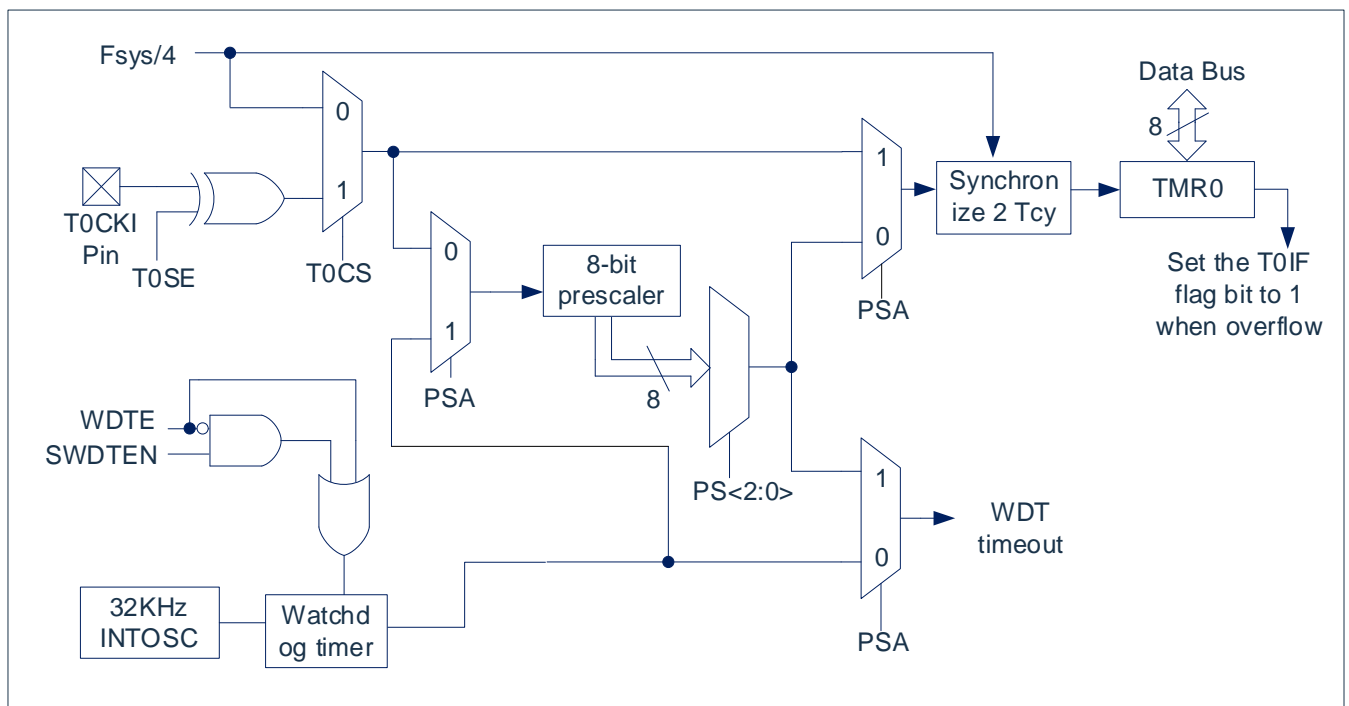 Fsys/4
Data Bus
8
0
1
T0CKI
Pin
T0SE
T0CS
1
0
PSA
Synchron
ize 2 Tcy
TMR0
Set the T0IF
flag bit to 1
when overflow
0
1
PSA
8-bit
prescaler
8
PS<2:0>
WDTE
SWDTEN
1
0
PSA
WDT
timeout
32KHz
INTOSC
Watchd
og timer